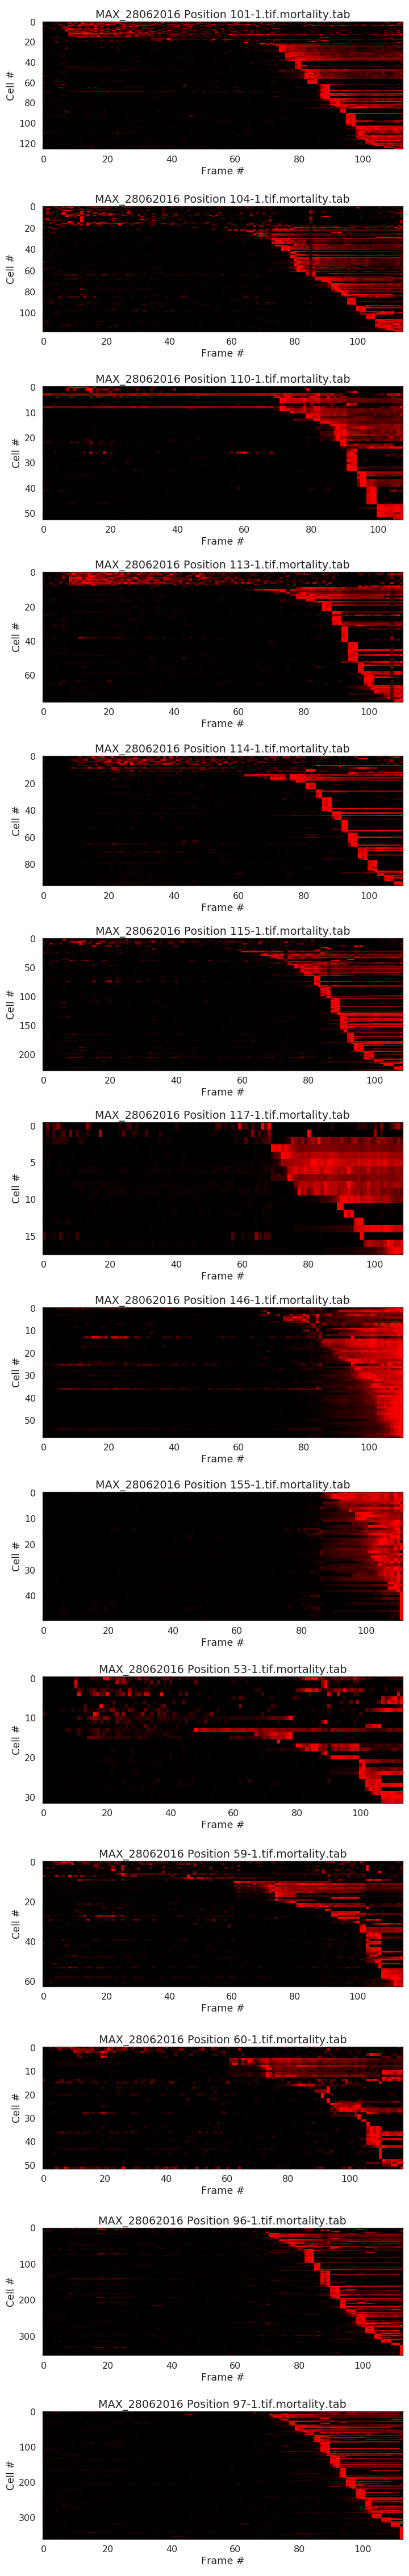 MAX_28062016 Position 101-1.tif.mortality.tab
0
20
40
60
80
100
120
Cell #
0 20 40 60 80 100
Frame #
MAX_28062016 Position 104-1.tif.mortality.tab
0
20
40
60
80
100
Cell #
0 20 40 60 80 100
Frame #
MAX_28062016 Position 110-1.tif.mortality.tab
0
10
20
30
40
50
Cell #
0 20 40 60 80 100
Frame #
MAX_28062016 Position 113-1.tif.mortality.tab
0
20
40
60
Cell #
0 20 40 60 80 100
Frame #
MAX_28062016 Position 114-1.tif.mortality.tab
0
20
40
60
80
Cell #
0 20 40 60 80 100
Frame #
MAX_28062016 Position 115-1.tif.mortality.tab
0
50
100
150
200
Cell #
0 20 40 60 80 100
Frame #
MAX_28062016 Position 117-1.tif.mortality.tab
0
5
10
15
Cell #
0 20 40 60 80 100
Frame #
MAX_28062016 Position 146-1.tif.mortality.tab
0
10
20
30
40
50
Cell #
0 20 40 60 80 100
Frame #
MAX_28062016 Position 155-1.tif.mortality.tab
0
10
20
30
40
Cell #
0 20 40 60 80 100
Frame #
MAX_28062016 Position 53-1.tif.mortality.tab
0
10
20
30
Cell #
0 20 40 60 80 100
Frame #
MAX_28062016 Position 59-1.tif.mortality.tab
0
20
40
60
Cell #
0 20 40 60 80 100
Frame #
MAX_28062016 Position 60-1.tif.mortality.tab
0
10
20
30
40
50
Cell #
0 20 40 60 80 100
Frame #
MAX_28062016 Position 96-1.tif.mortality.tab
0
100
200
300
Cell #
0 20 40 60 80 100
Frame #
MAX_28062016 Position 97-1.tif.mortality.tab
0
100
200
300
Cell #
0 20 40 60 80 100
Frame #